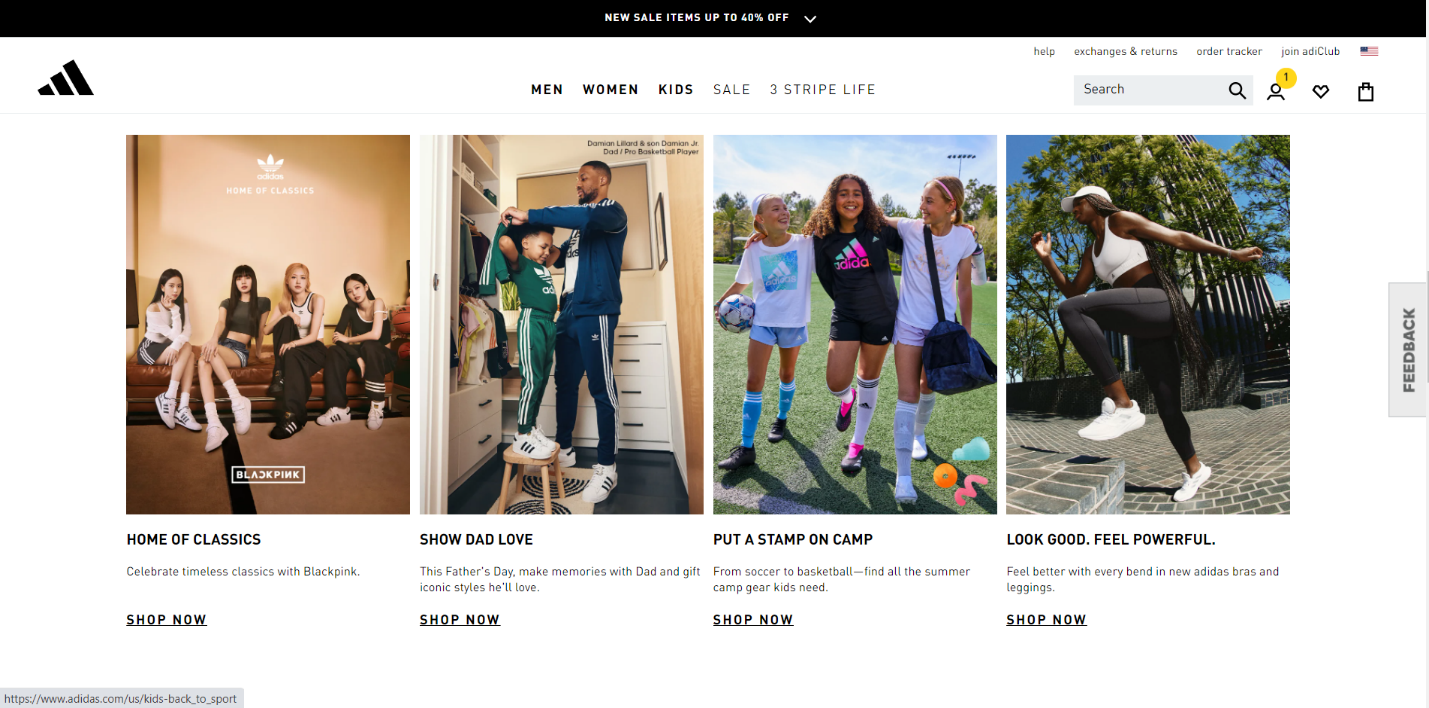 NEW SALE ITEMS UP TO 40% OFF
help exchanges & returns order tracker join adiClub
MEN WOMEN KIDS SALE 3 STRIPE LIFE
Search
1
adidas
HOME OF CLASSICS
BLACKPINK
Damian Lillard & son Damian Jr.
Dad / Pro Basketball Player
adidas
FEEDBACK
HOME OF CLASSICS
Celebrate timeless classics with Blackpink.
SHOP NOW
SHOW DAD LOVE
This Father's Day, make memories with Dad and gift
iconic styles he'll love.
SHOP NOW
PUT A STAMP ON CAMP
From soccer to basketball—find all the summer
camp gear kids need.
SHOP NOW
LOOK GOOD. FEEL POWERFUL.
Feel better with every bend in new adidas bras and
leggings.
SHOP NOW
https://www.adidas.com/us/kids-back_to_sport